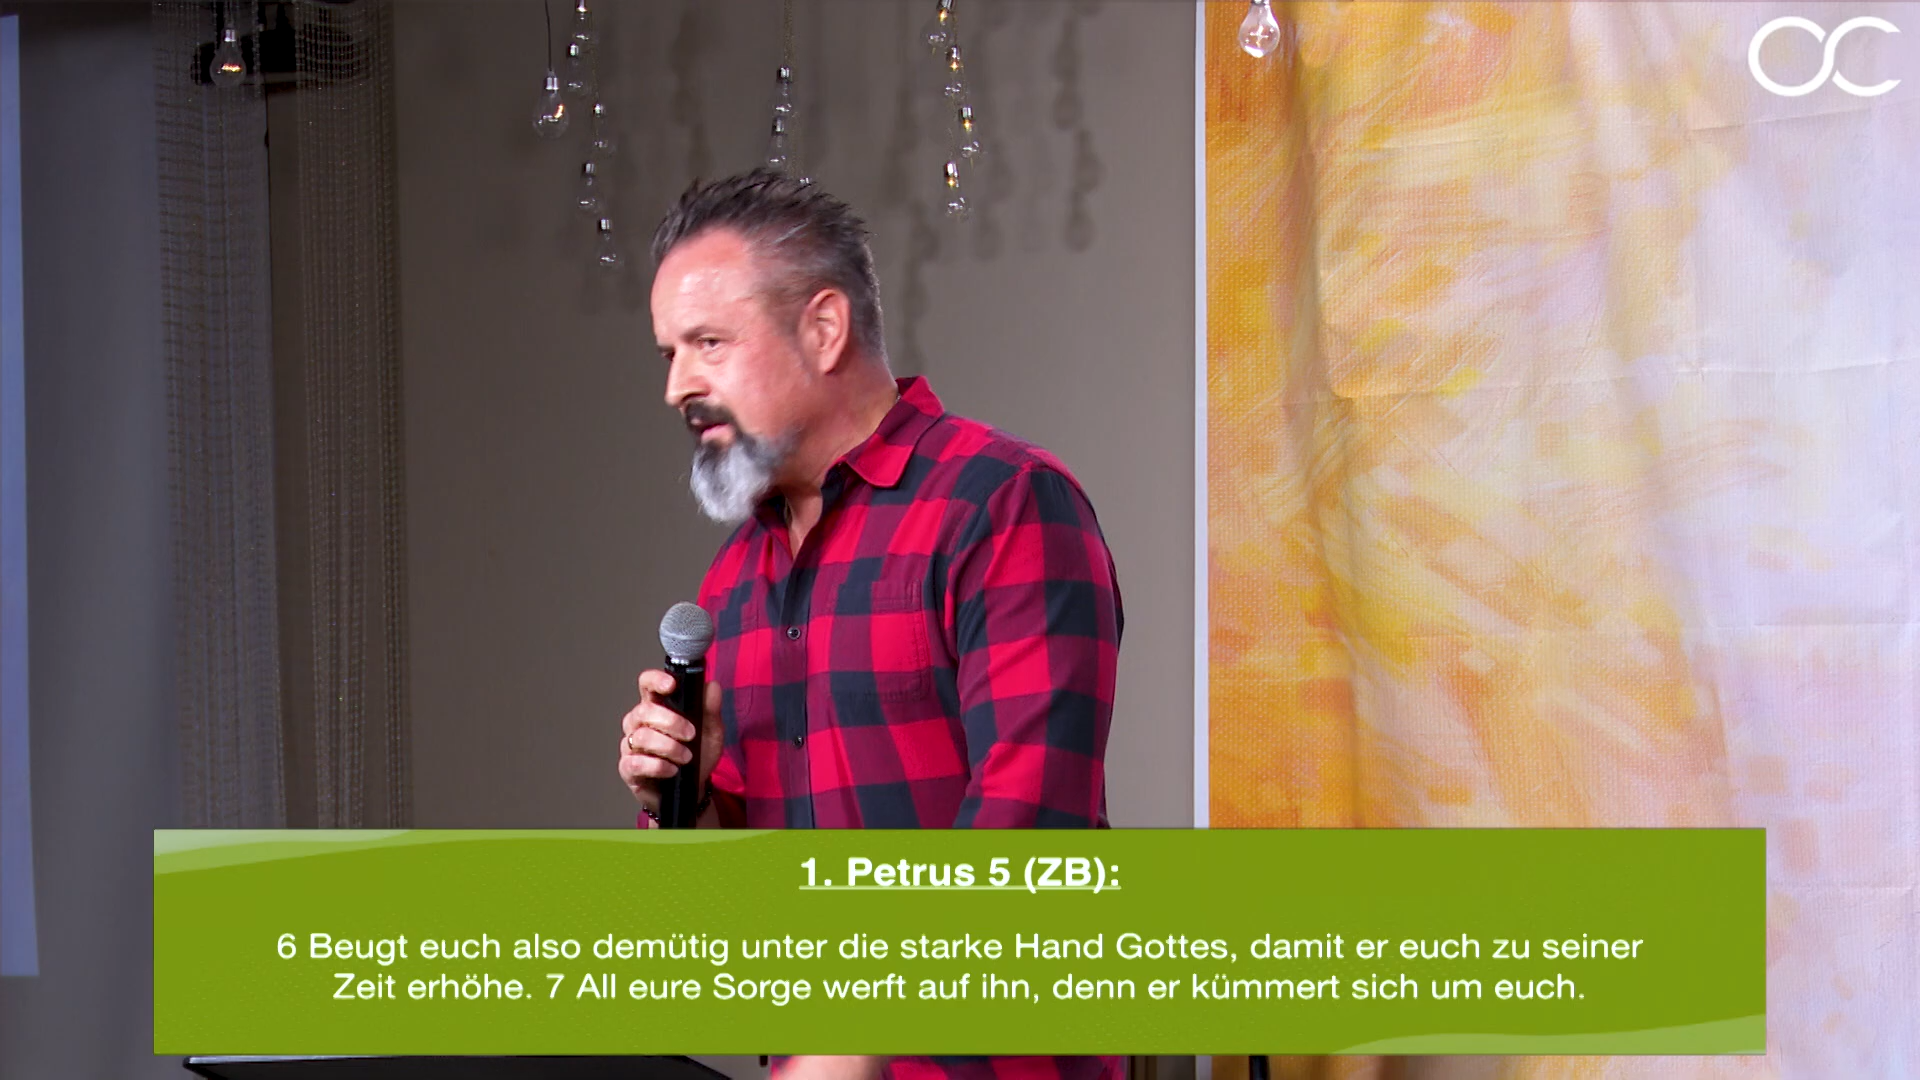 OC
1. Petrus 5 (ZB):
6 Beugt euch also demütig unter die starke Hand Gottes, damit er euch zu seiner
Zeit erhöhe. 7 All eure Sorge werft auf ihn, denn er kümmert sich um euch.